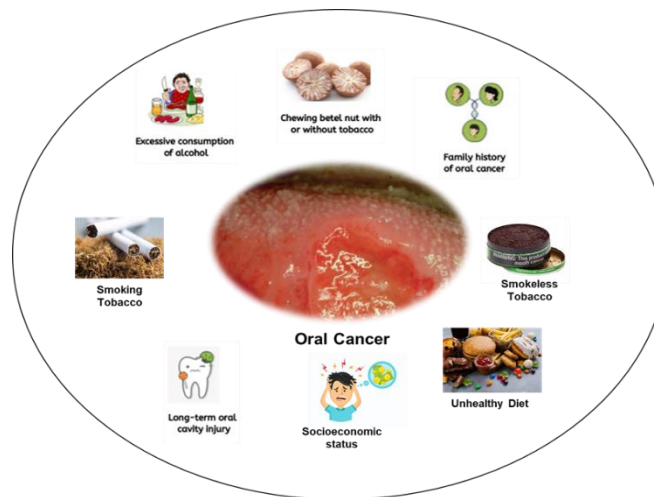 Excessive consumption
of alcohol
Chewing betel nut with
or without tobacco
Family history
of oral cancer
Smoking
Tobacco
Smokeless
Tobacco
Oral Cancer
Long-term oral
cavity injury
Socioeconomic
status
Unhealthy Diet